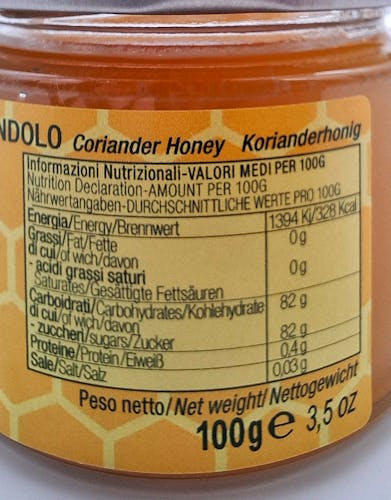 NDOLO Coriander Honey Korianderhonig
Informazioni Nutrizionali-VALORI MEDI PER 100G
Nutrition Declaration-AMOUNT PER 100G
Nährwertangaben-DURCHSCHNITTLICHE WERTE PRO 100G
Energia/Energy/Brennwert 1394 Kj/328 Kcal
Grassi/Fat/Fette 0g
di cui/of wich/davon
- acidi grassi saturi 0g
Saturates/Gesättigte Fettsäuren
Carboidrati/Carbohydrates/Kohlehydrate 82 g
di cui/of wich/davon
- zuccheri/sugars/Zucker 82 g
Proteine/Protein/Eiweiß 0,4g
Sale/Salt/Salz 0,03g
Peso netto/Net weight/Nettogewicht
100g e 3,5 OZ